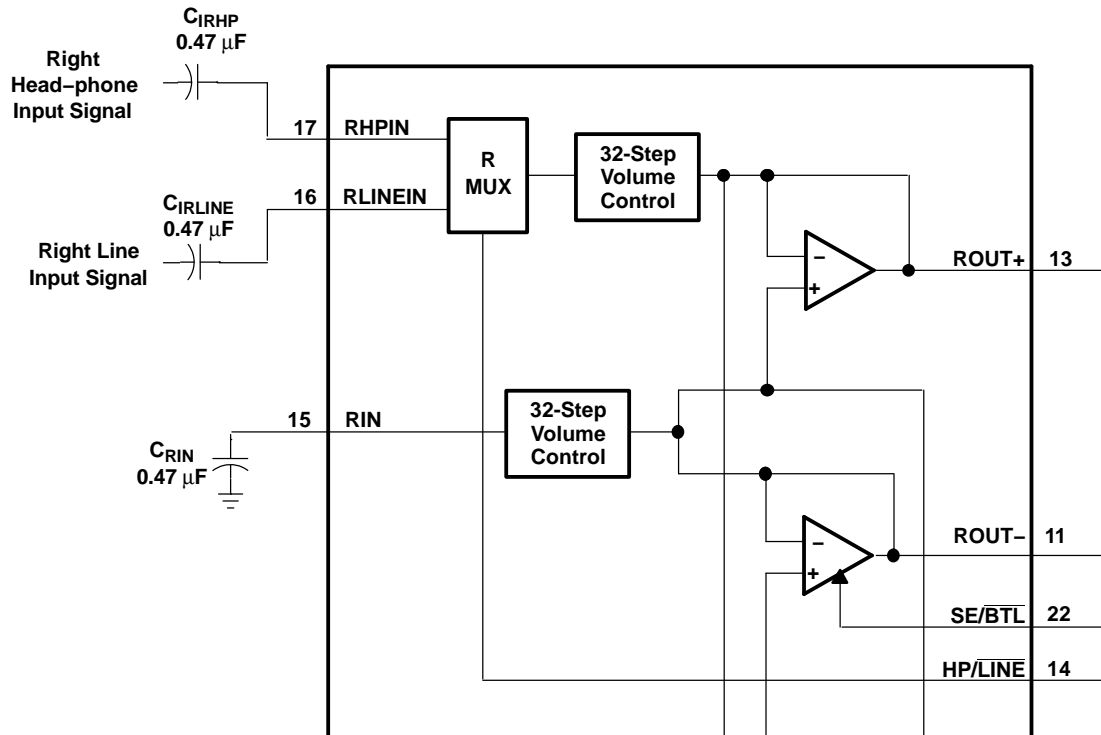 CIRHP
0.47 μF
Right
Head−phone
Input Signal
17
RHPIN
R
MUX
32-Step
Volume
Control
16
RLINEIN
CIRLINE
0.47 μF
Right Line
Input Signal
−
+
ROUT+
13
15
RIN
32-Step
Volume
Control
CRIN
0.47 μF
−
+
ROUT−
11
SE/BTL
22
HP/LINE
14